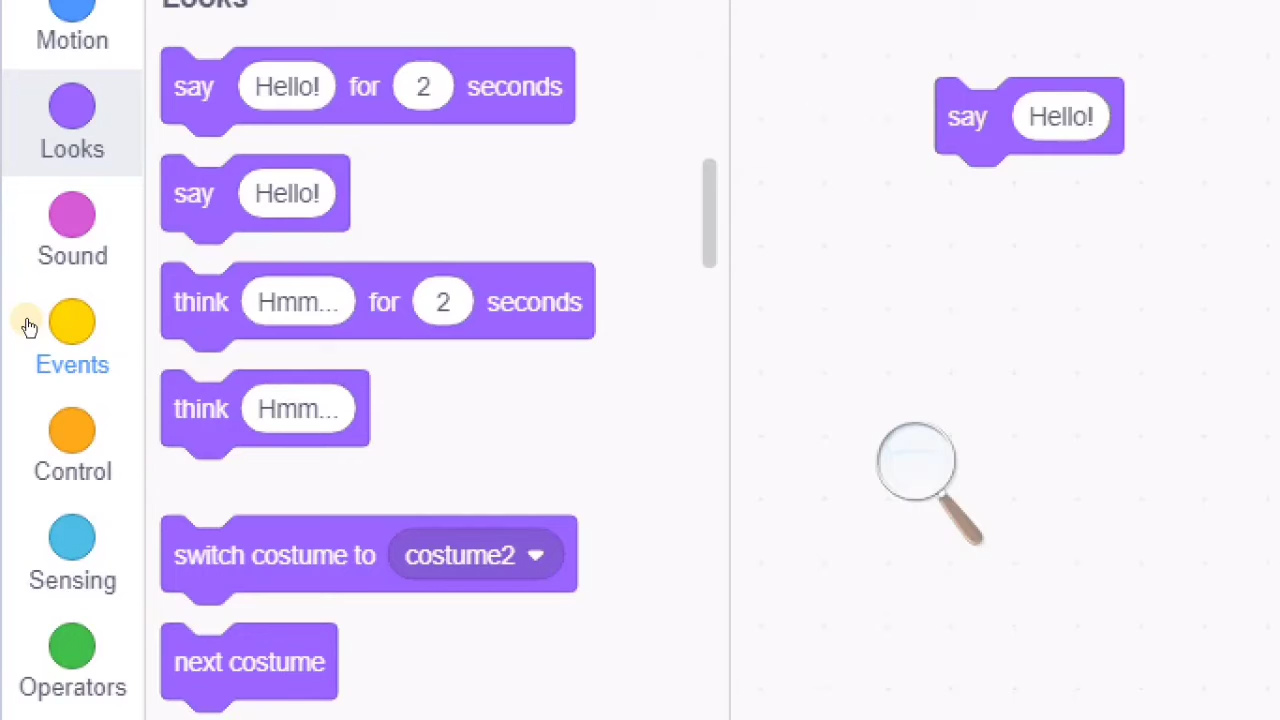 Looks
Motion
Looks
Sound
Events
Control
Sensing
Operators
say Hello! for 2 seconds
say Hello!
think Hmm... for 2 seconds
think Hmm...
switch costume to costume2
next costume
say Hello!